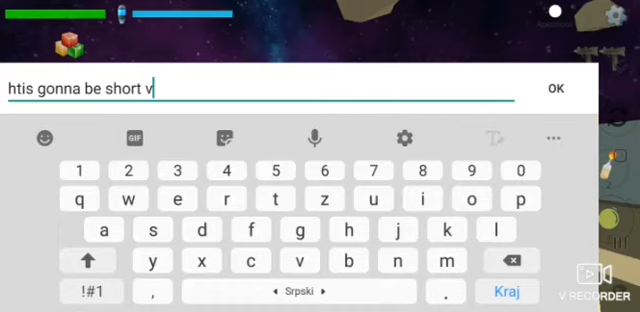 htis gonna be short v
OK
GIF
1 2 3 4 5 6 7 8 9 0
q w e r t z u i o p
a s d f g h j k l
y x c v b n m
!#1 , Srpski . Kraj
V RECORDER